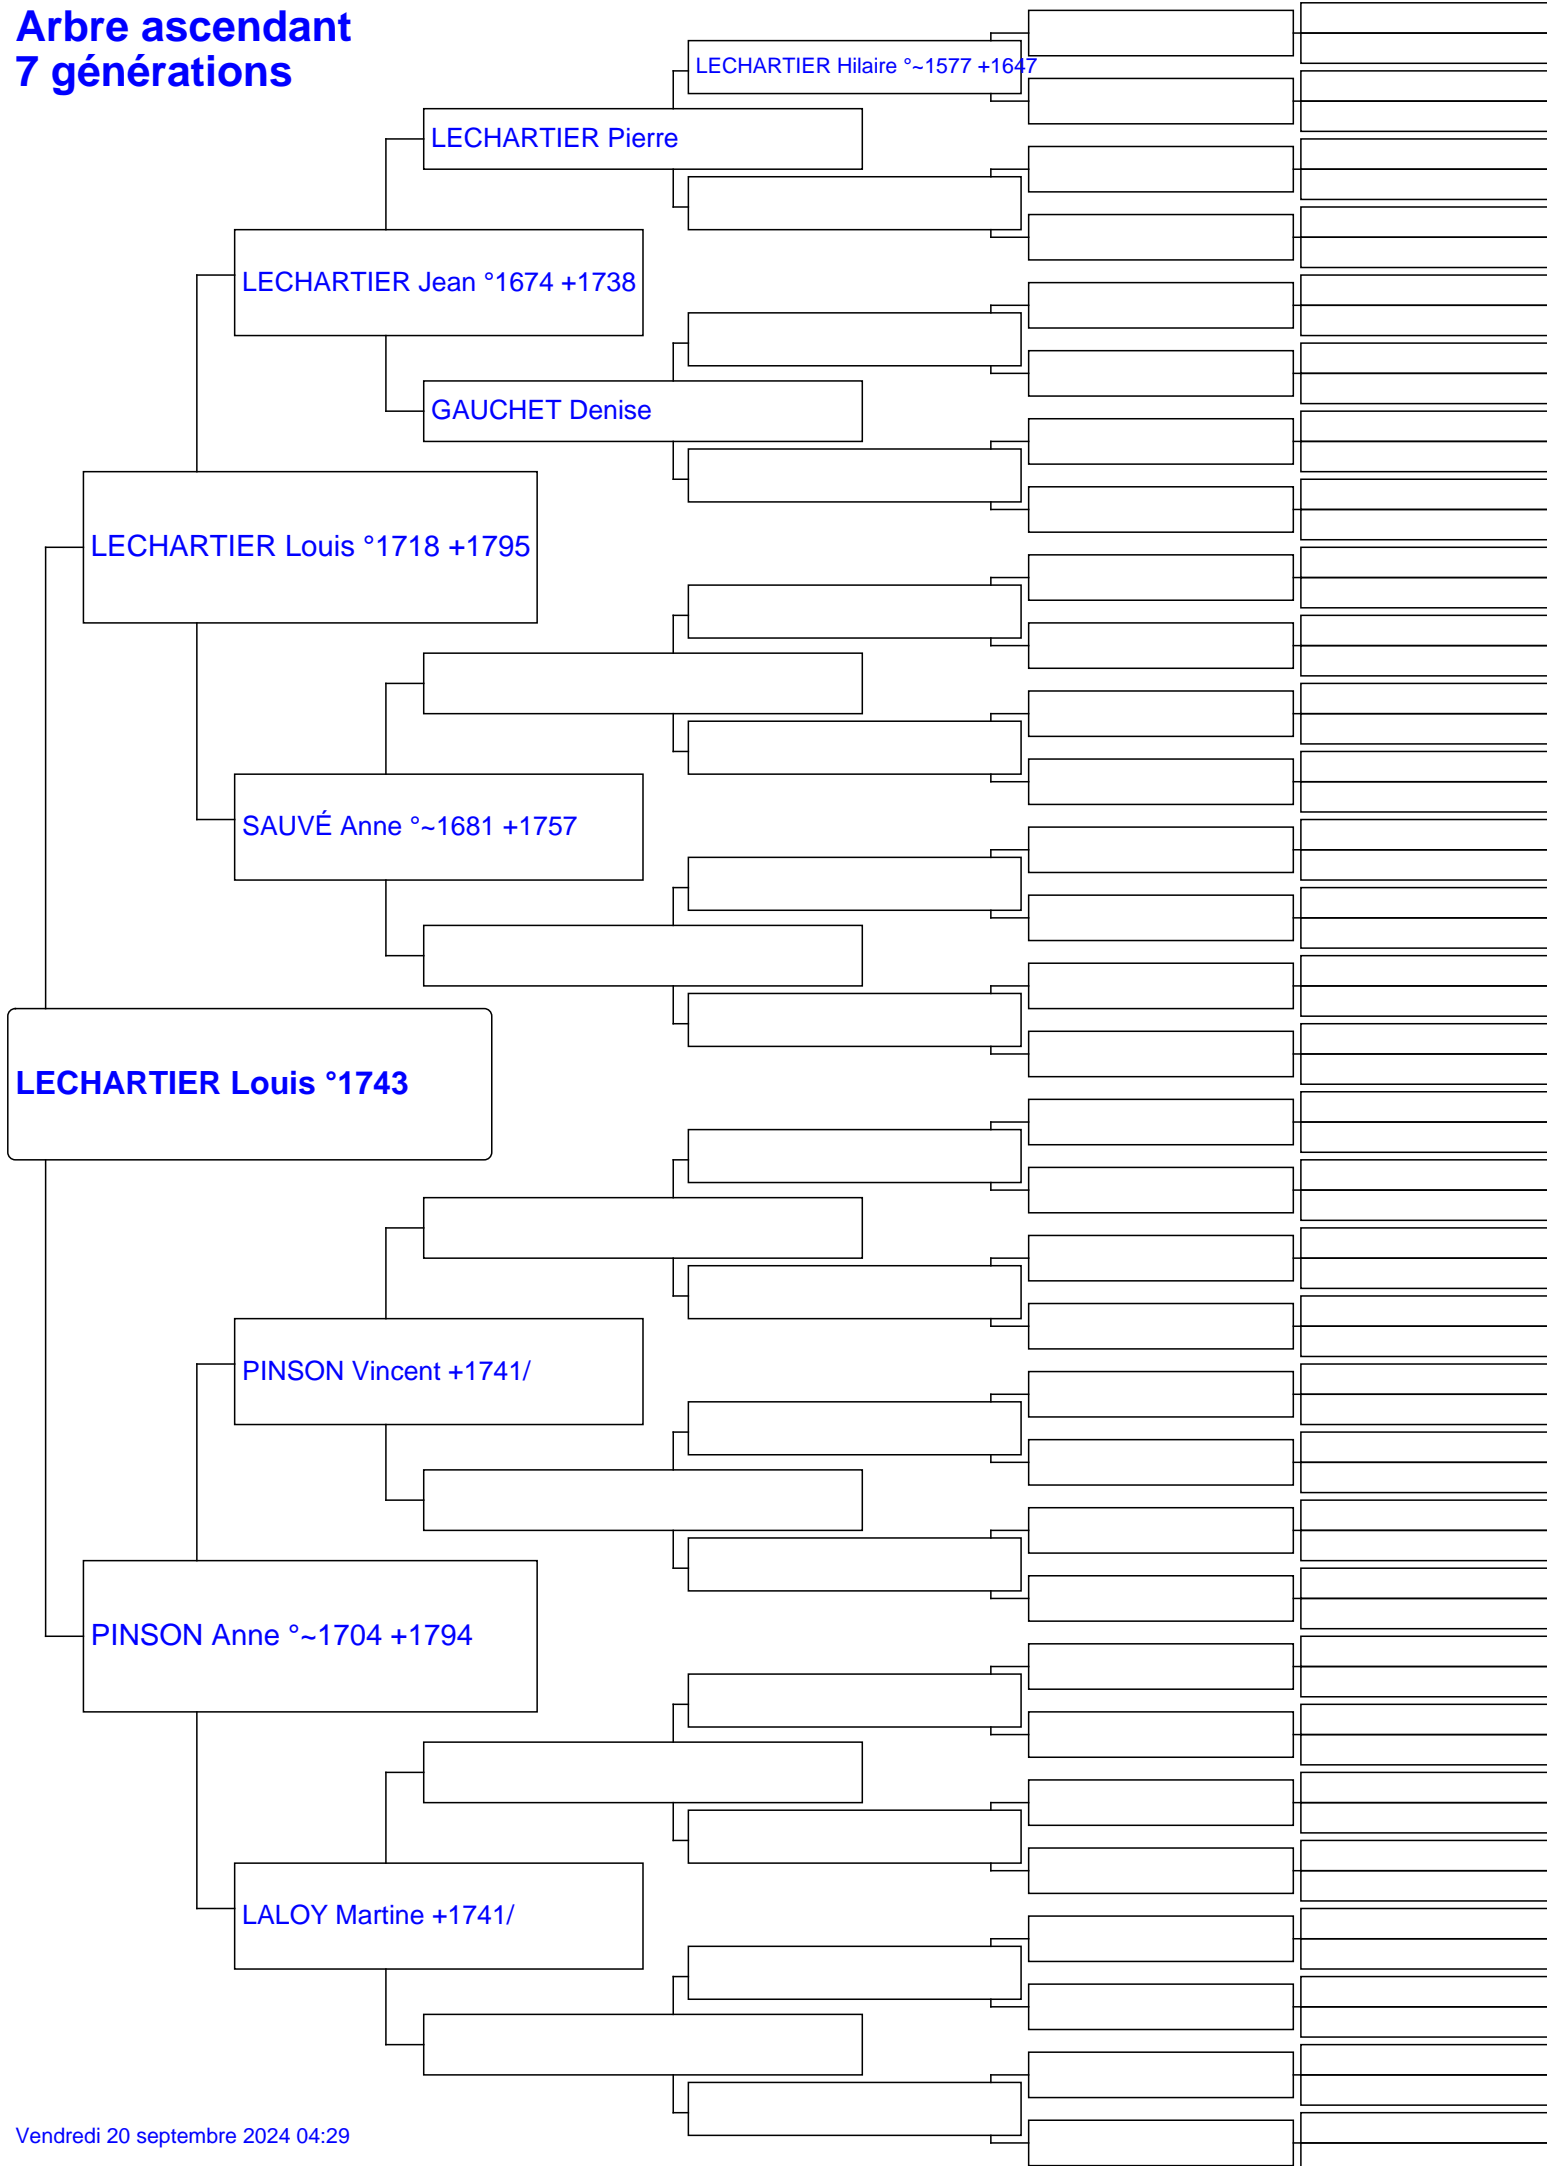 Arbre ascendant
7 générations
LECHARTIER Hilaire °~1577 +1647
LECHARTIER Pierre
LECHARTIER Jean °1674 +1738
GAUCHET Denise
LECHARTIER Louis °1718 +1795
SAUVÉ Anne °~1681 +1757
LECHARTIER Louis °1743
PINSON Vincent +1741/
PINSON Anne °~1704 +1794
LALOY Martine +1741/
Vendredi 20 septembre 2024 04:29